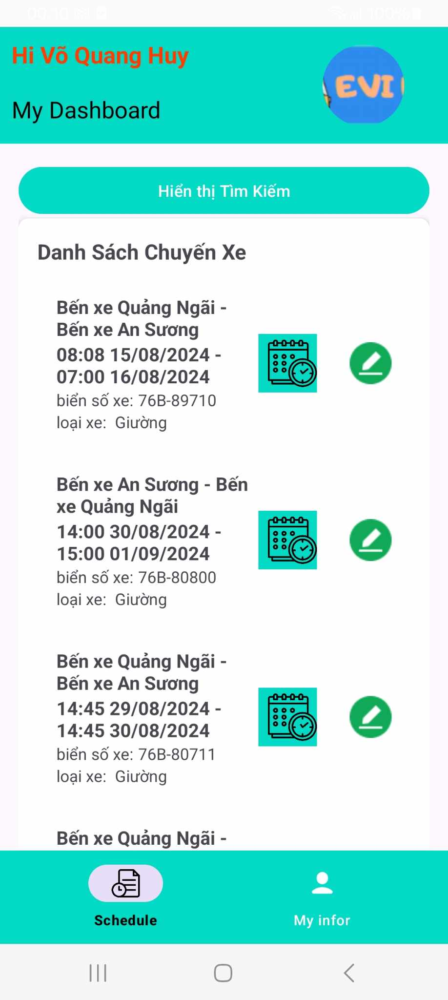 00:10
100%
Hi Võ Quang Huy
EVI
My Dashboard
Hiển thị Tìm Kiếm
Danh Sách Chuyến Xe
Bến xe Quảng Ngãi -
Bến xe An Sương
08:08 15/08/2024 -
07:00 16/08/2024
biển số xe: 76B-89710
loại xe:  Giường
Bến xe An Sương - Bến
xe Quảng Ngãi
14:00 30/08/2024 -
15:00 01/09/2024
biển số xe: 76B-80800
loại xe:  Giường
Bến xe Quảng Ngãi -
Bến xe An Sương
14:45 29/08/2024 -
14:45 30/08/2024
biển số xe: 76B-80711
loại xe:  Giường
Bến xe Quảng Ngãi -
Schedule
My infor